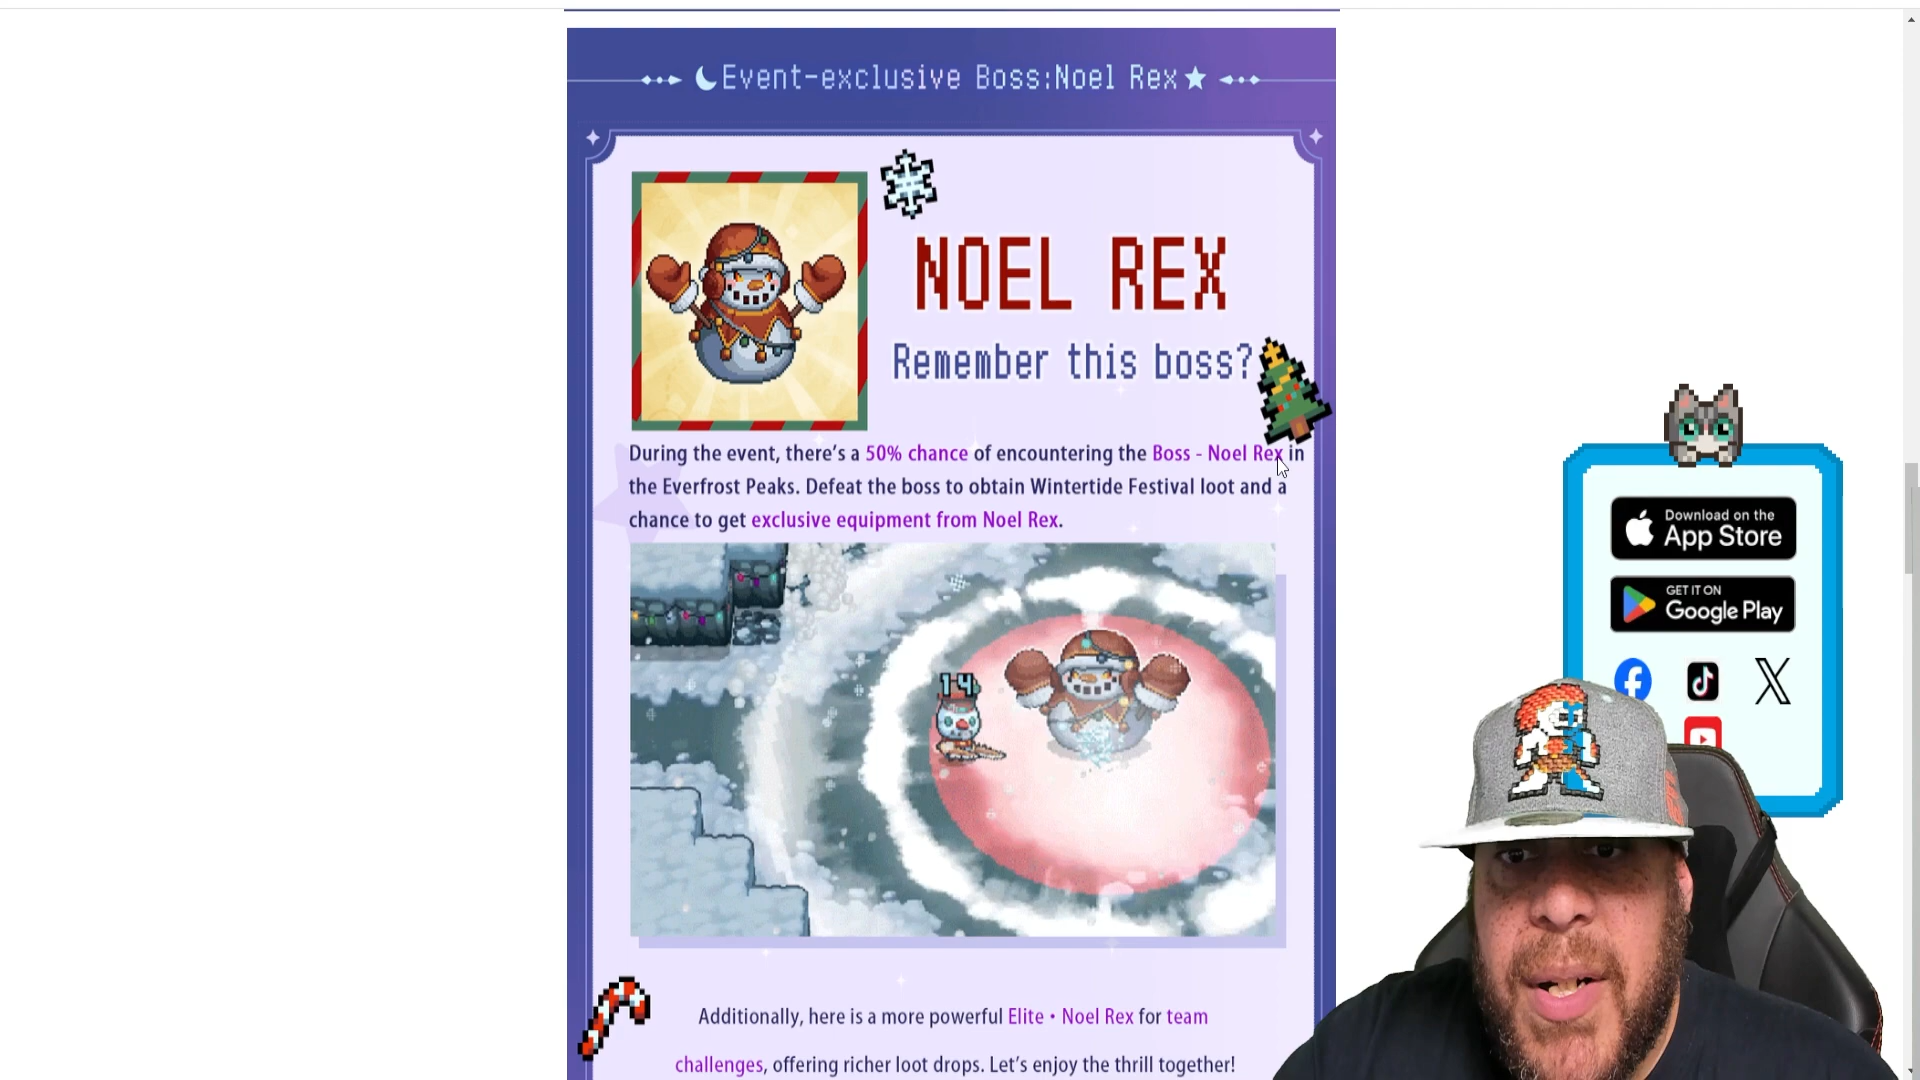 Event-exclusive Boss:Noel Rex
NOEL REX
Remember this boss?
During the event, there's a 50% chance of encountering the Boss - Noel Rex in
the Everfrost Peaks. Defeat the boss to obtain Wintertide Festival loot and a
chance to get exclusive equipment from Noel Rex.
14
Additionally, here is a more powerful Elite • Noel Rex for team
challenges, offering richer loot drops. Let's enjoy the thrill together!
Download on the
App Store
GET IT ON
Google Play